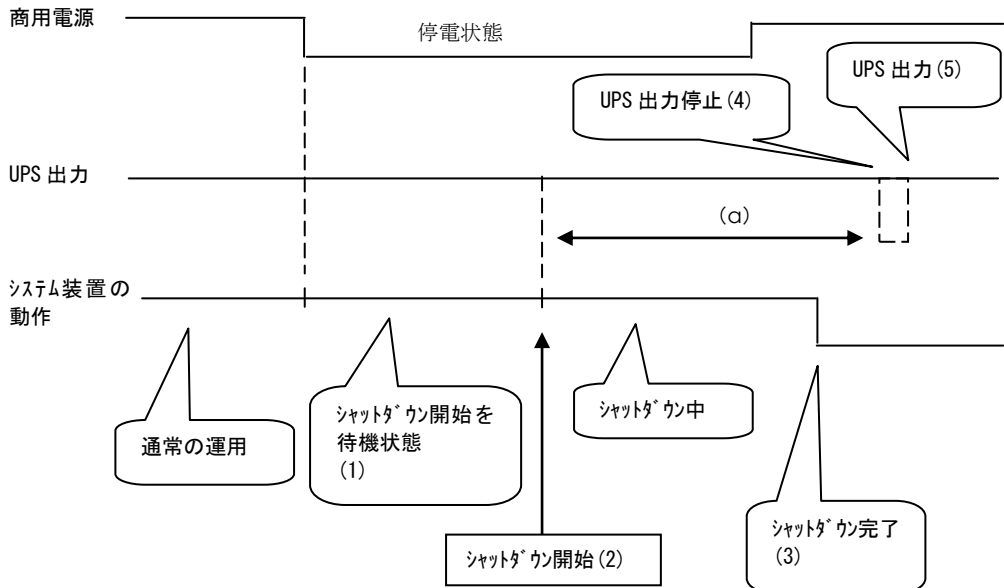 商用電源
停電状態
UPS 出力(5)
UPS 出力停止(4)
UPS 出力
(a)
ｼｽﾃﾑ装置の
動作
通常の運用
ｼｬｯﾄﾀﾞｳﾝ開始を
待機状態
(1)
ｼｬｯﾄﾀﾞｳﾝ中
ｼｬｯﾄﾀﾞｳﾝ開始(2)
ｼｬｯﾄﾀﾞｳﾝ完了
(3)